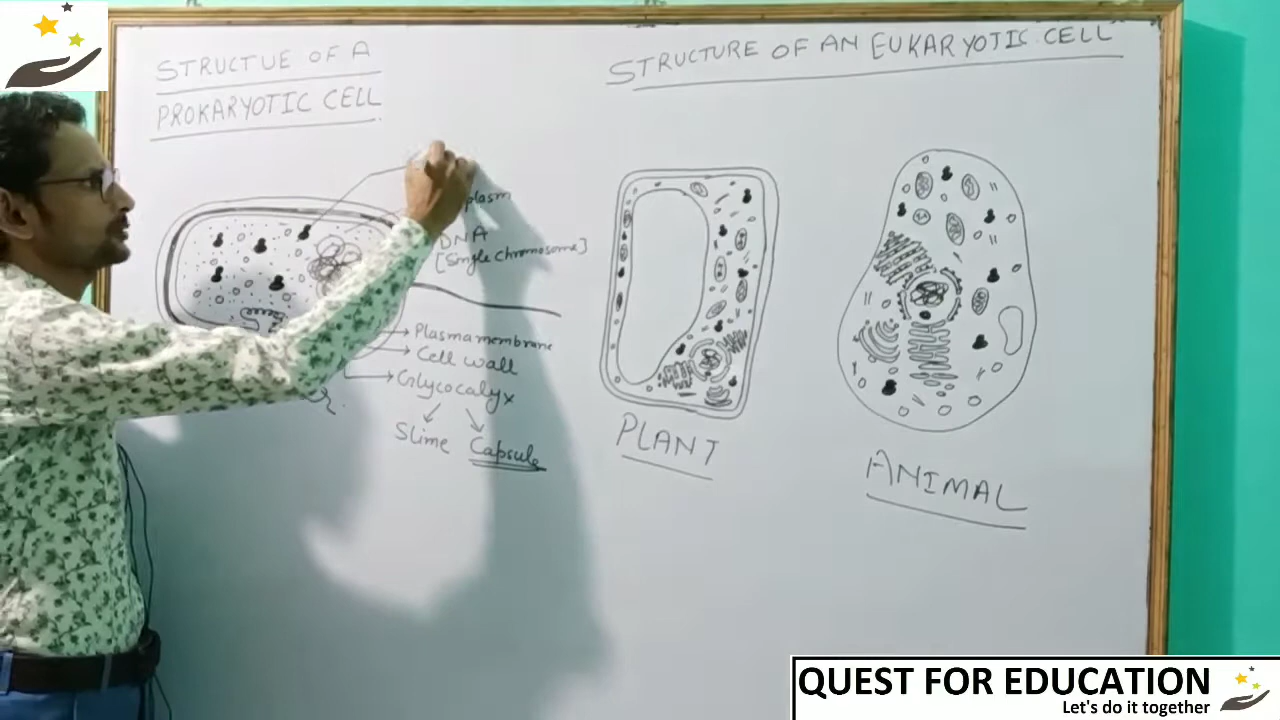 STRUCTUE OF A
PROKARYOTIC CELL
STRUCTURE OF AN EUKARYOTIC CELL
plasm
DNA
[Single chromosome]
Plasma membrane
Cell wall
Glycocalyx
Slime Capsule
PLANT
ANIMAL
QUEST FOR EDUCATION
Let's do it together